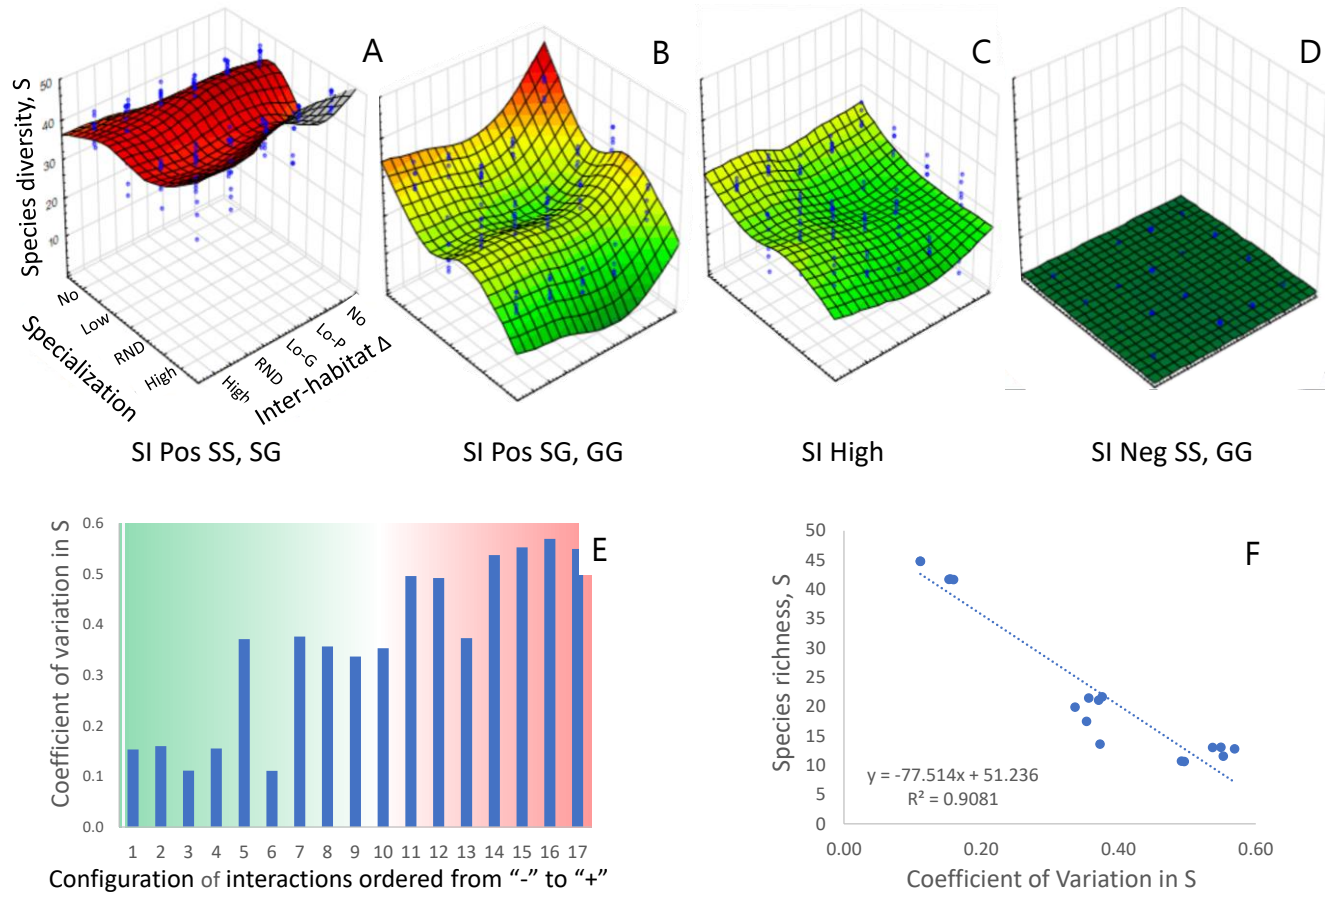 A
B
C
D
Species diversity, S
50
40
30
20
10
No
Low
RND
High
Specialization
High
RND
Lo-G
Lo-P
No
Inter-habitat Δ
SI Pos SS, SG
SI Pos SG, GG
SI High
SI Neg SS, GG
E
Coefficient of variation in S
0.6
0.5
0.4
0.3
0.2
0.1
0.0
1 2 3 4 5 6 7 8 9 10 11 12 13 14 15 16 17
Configuration of interactions ordered from “-” to “+”
F
Species richness, S
50
45
40
35
30
25
20
15
10
5
0
y = -77.514x + 51.236
R² = 0.9081
0.00 0.20 0.40 0.60
Coefficient of Variation in S